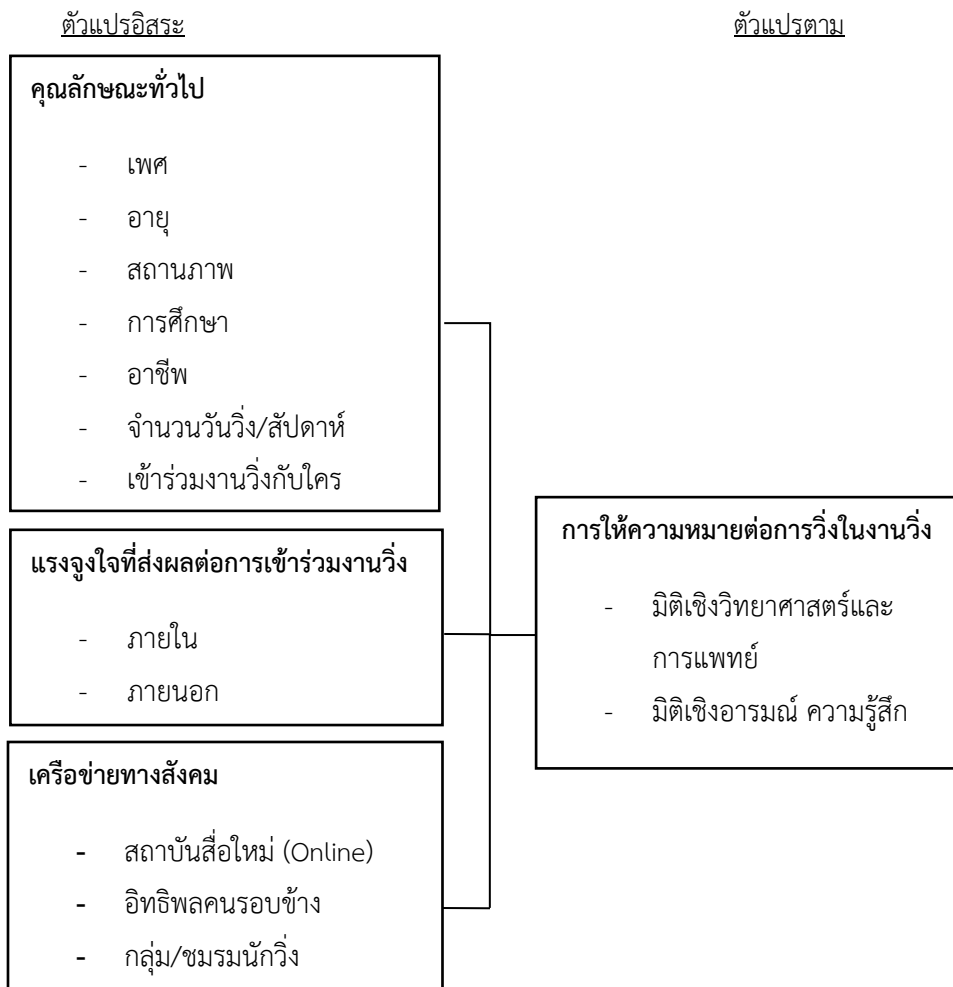 ตัวแปรอิสระ
ตัวแปรตาม
คุณลักษณะทั่วไป
- เพศ
- อายุ
- สถานภาพ
- การศึกษา
- อาชีพ
- จำนวนวันวิ่ง/สัปดาห์
- เข้าร่วมงานวิ่งกับใคร
แรงจูงใจที่ส่งผลต่อการเข้าร่วมงานวิ่ง
- ภายใน
- ภายนอก
เครือข่ายทางสังคม
- สถาบันสื่อใหม่ (Online)
- อิทธิพลคนรอบข้าง
- กลุ่ม/ชมรมนักวิ่ง
การให้ความหมายต่อการวิ่งในงานวิ่ง
- มิติเชิงวิทยาศาสตร์และ
การแพทย์
- มิติเชิงอารมณ์ ความรู้สึก